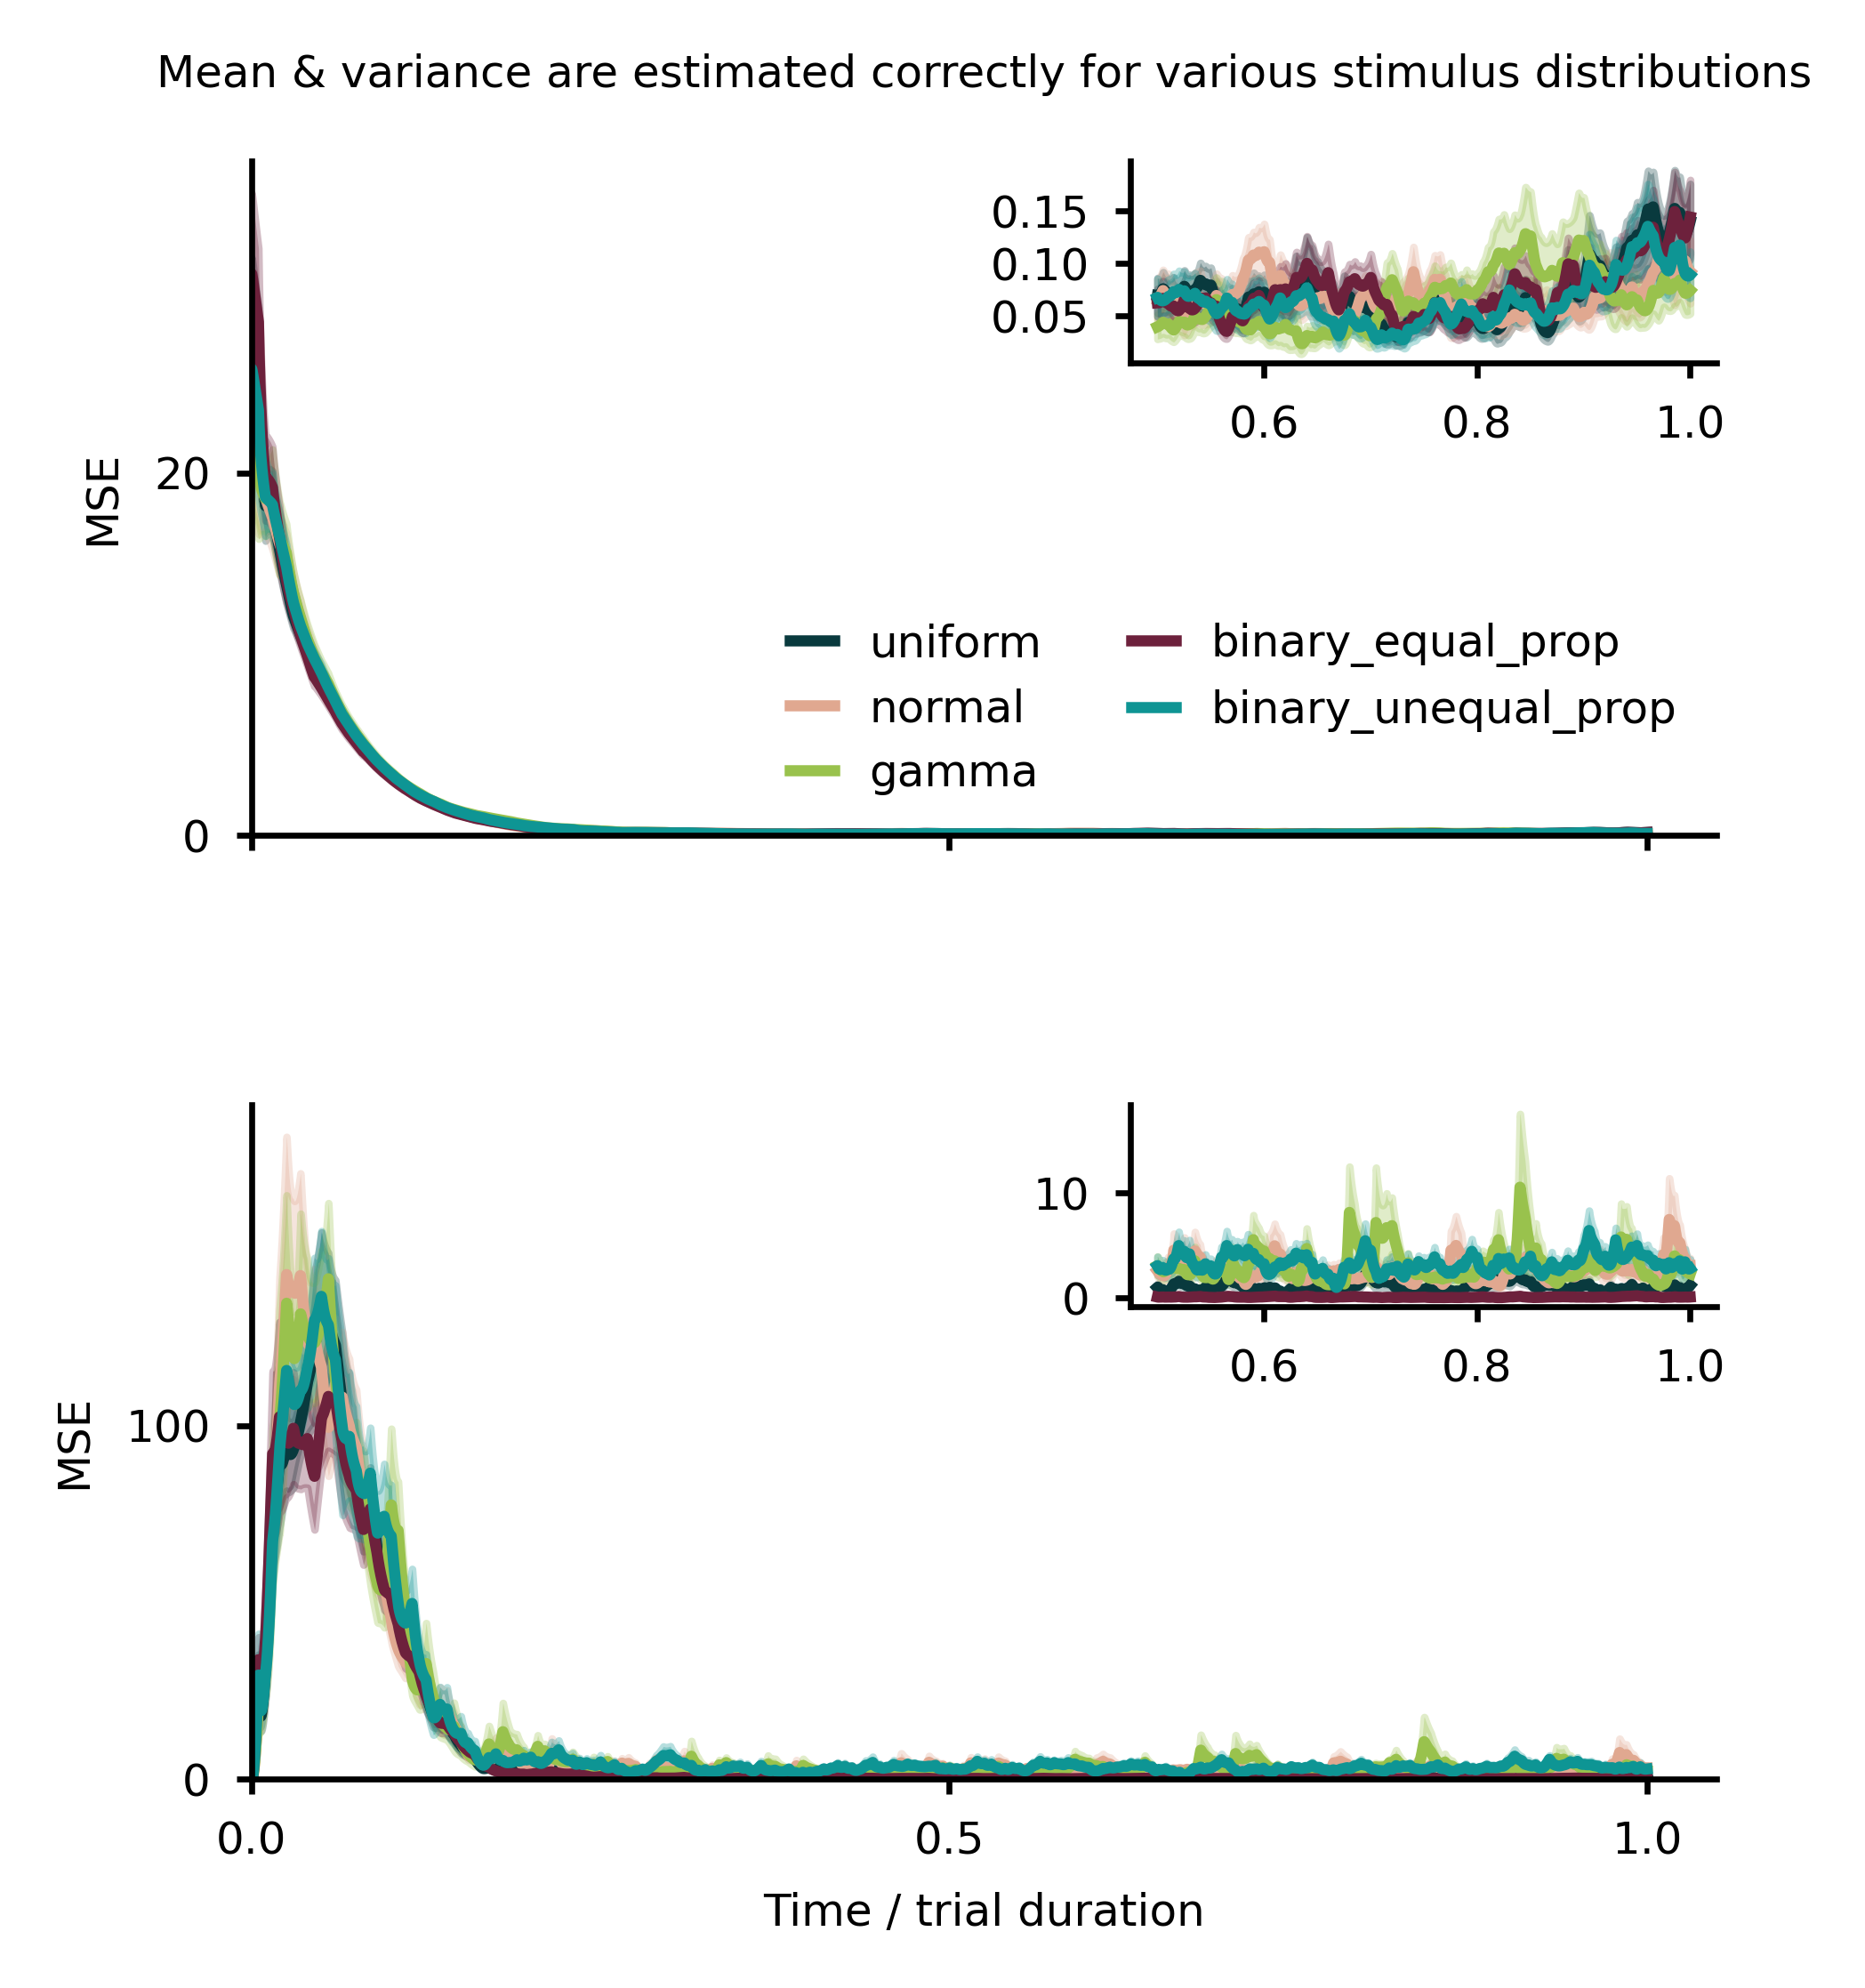 Mean & variance are estimated correctly for various stimulus distributions
0.15
0.10
0.05
0.6 0.8 1.0
MSE
20
0
uniform
normal
gamma
binary_equal_prop
binary_unequal_prop
10
0
0.6 0.8 1.0
MSE
100
0
0.0 0.5 1.0
Time / trial duration